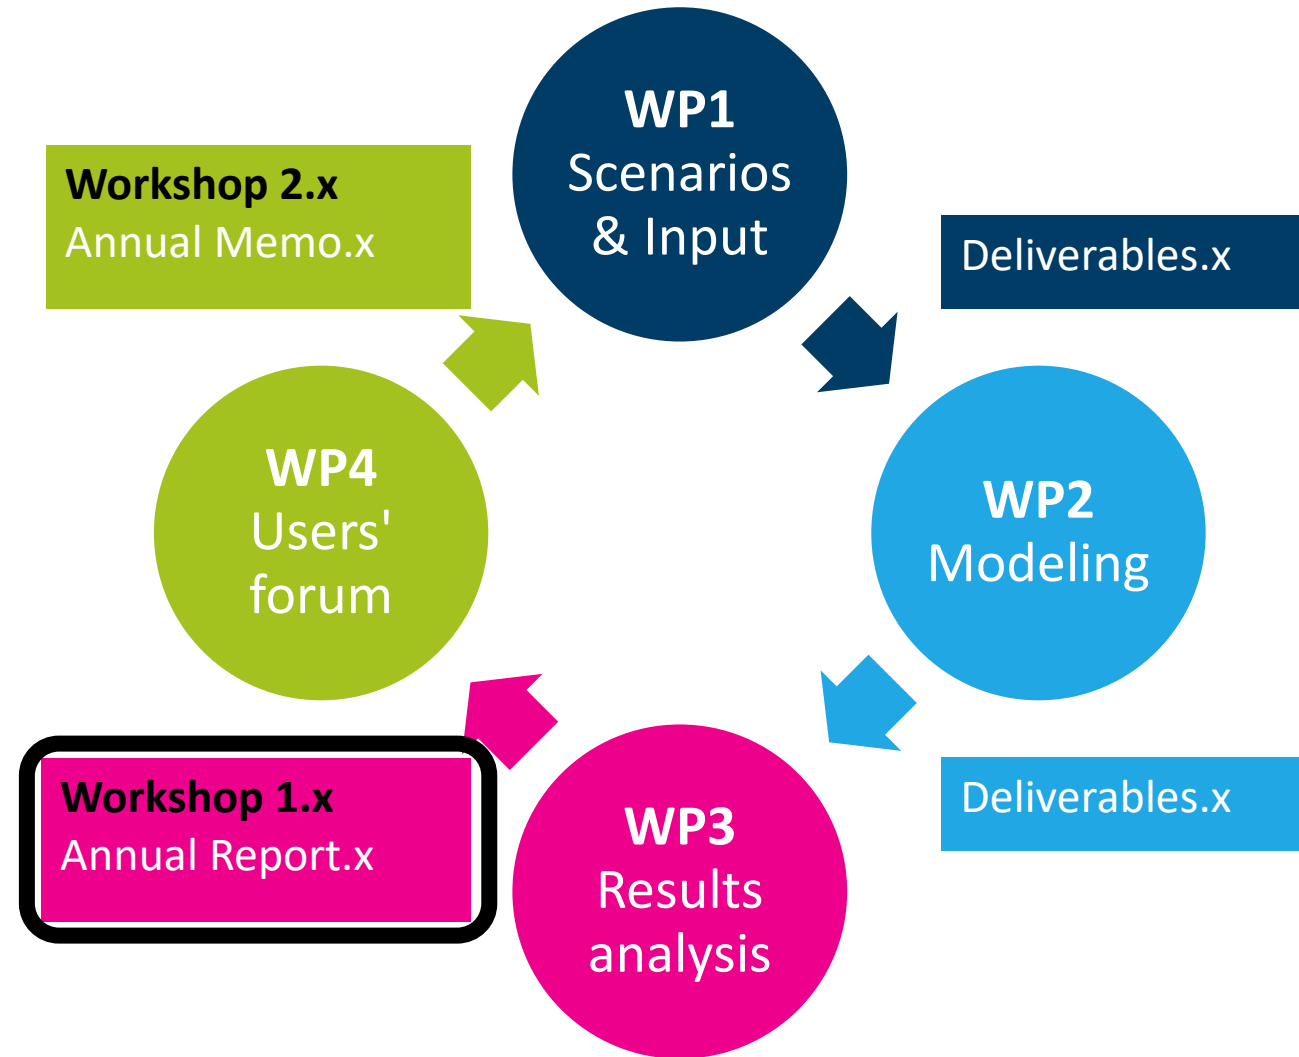 WP1
Scenarios
& Input
Workshop 2.x
Annual Memo.x
Deliverables.x
WP4
Users'
forum
WP2
Modeling
Workshop 1.x
Annual Report.x
WP3
Results
analysis
Deliverables.x